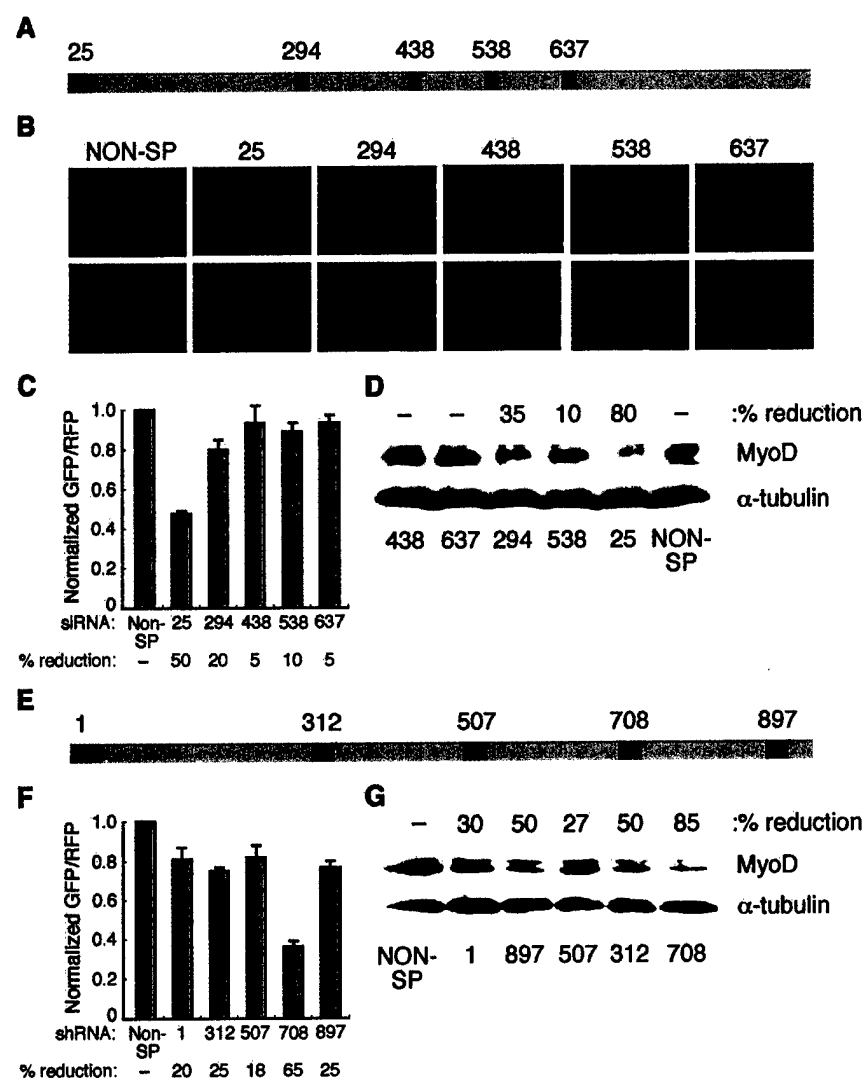 A
25 294 438 538 637
B
NON-SP 25 294 438 538 637
C
Normalized GFP/RFP
1.0
0.8
0.6
0.4
0.2
0
siRNA: Non-SP 25 294 438 538 637
% reduction: – 50 20 5 10 5
D
– – 35 10 80 – :% reduction
MyoD
α-tubulin
438 637 294 538 25 NON-SP
E
1 312 507 708 897
F
Normalized GFP/RFP
1.0
0.8
0.6
0.4
0.2
0
shRNA: Non-SP 1 312 507 708 897
% reduction: – 20 25 18 65 25
G
– 30 50 27 50 85 :% reduction
MyoD
α-tubulin
NON-SP 1 897 507 312 708